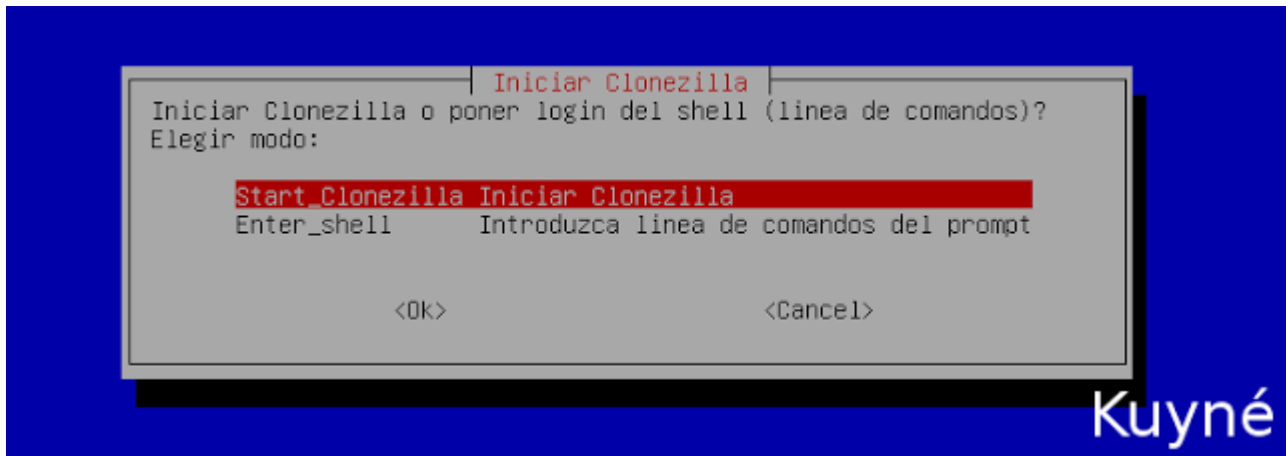 Iniciar Clonezilla
Iniciar Clonezilla o poner login del shell (linea de comandos)?
Elegir modo:
Start_Clonezilla Iniciar Clonezilla
Enter_shell Introduzca linea de comandos del prompt
<Ok> <Cancel>
Kuyné